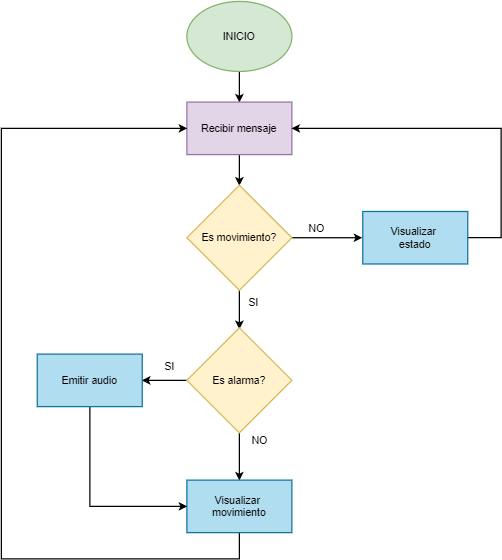 INICIO
Recibir mensaje
Es movimiento?
NO
Visualizar
estado
SI
Es alarma?
SI
Emitir audio
NO
Visualizar
movimiento